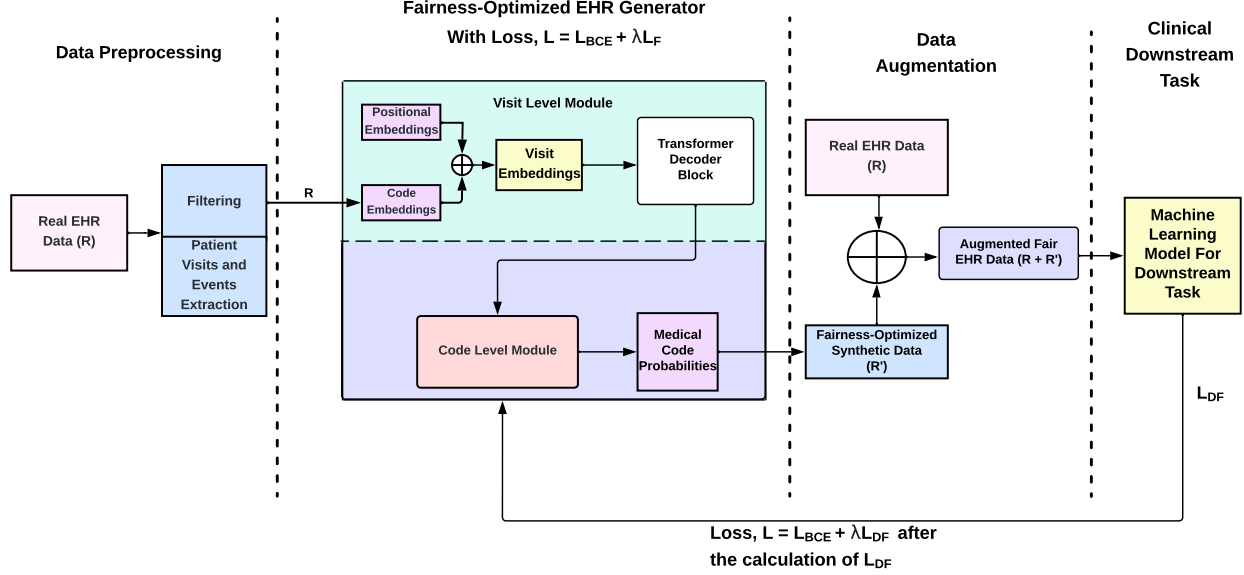 Data Preprocessing
Real EHR
Data (R)
Filtering
Patient
Visits and
Events
Extraction
R
Fairness-Optimized EHR Generator
With Loss, L = L_BCE + λL_F
Visit Level Module
Positional
Embeddings
Code
Embeddings
Visit
Embeddings
Transformer
Decoder
Block
Code Level Module
Medical
Code
Probabilities
Data
Augmentation
Real EHR Data
(R)
Augmented Fair
EHR Data (R + R')
Fairness-Optimized
Synthetic Data
(R')
Clinical
Downstream
Task
Machine
Learning
Model For
Downstream
Task
L_DF
Loss, L = L_BCE + λL_DF after
the calculation of L_DF